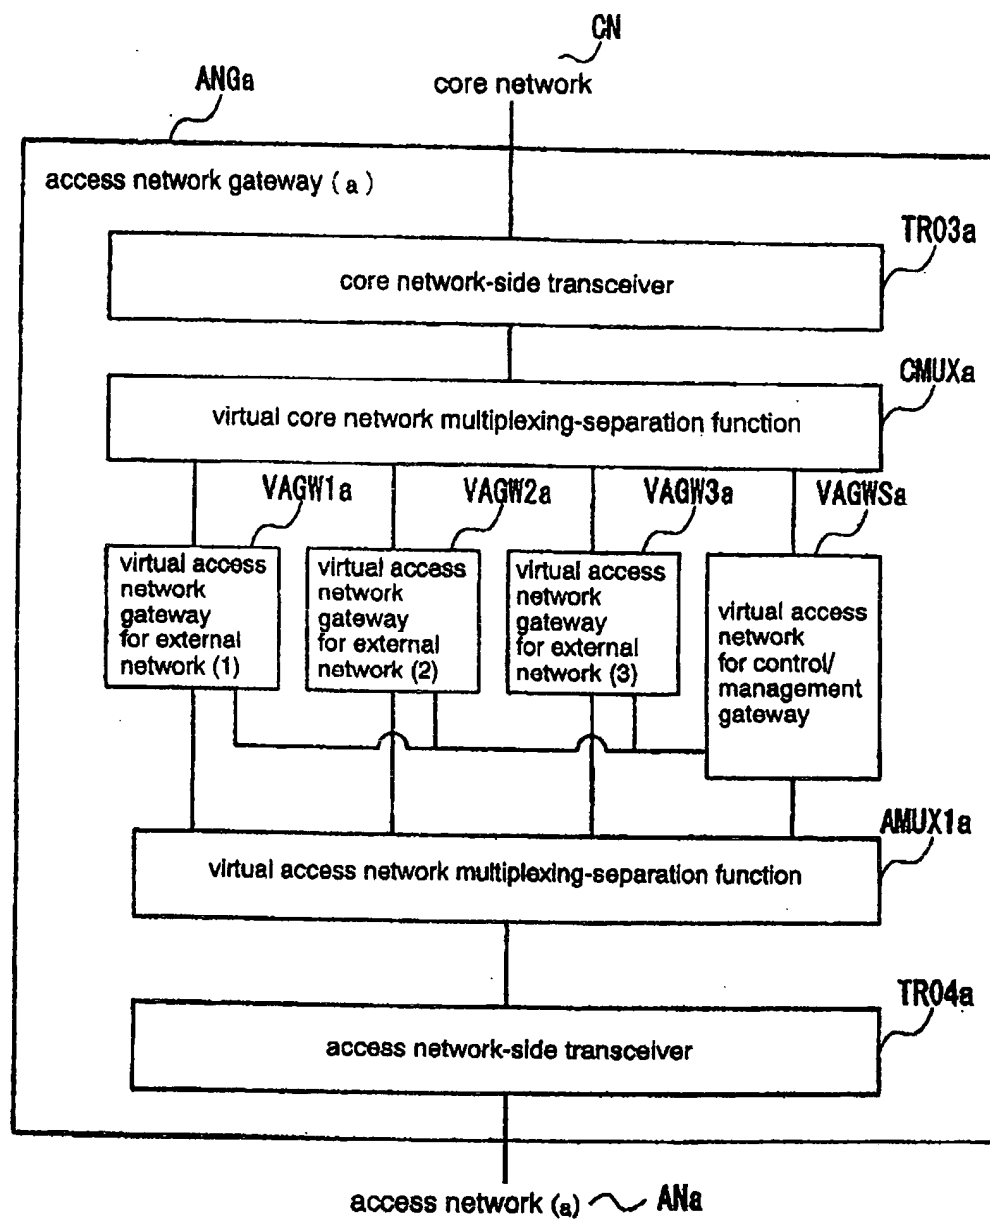 CN
core network
ANGa
access network gateway (a)
TR03a
core network-side transceiver
CMUXa
virtual core network multiplexing-separation function
VAGW1a
VAGW2a
VAGW3a
VAGWSa
virtual access
network
gateway
for external
network (1)
virtual access
network
gateway
for external
network (2)
virtual access
network
gateway
for external
network (3)
virtual access
network
for control/
management
gateway
AMUX1a
virtual access network multiplexing-separation function
TR04a
access network-side transceiver
access network (a)
ANa